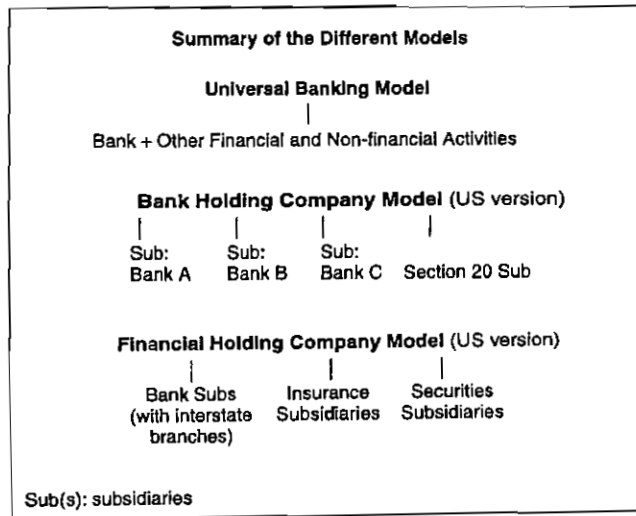 Summary of the Different Models
Universal Banking Model
Bank + Other Financial and Non-financial Activities
Bank Holding Company Model (US version)
Sub: Sub: Sub:
Bank A Bank B Bank C Section 20 Sub
Financial Holding Company Model (US version)
Bank Subs Insurance Securities
(with interstate Subsidiaries Subsidiaries
branches)
Sub(s): subsidiaries